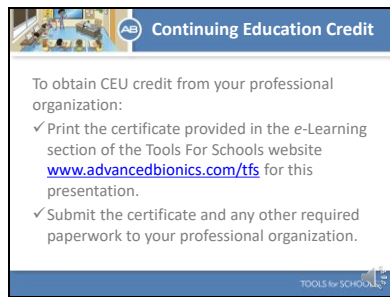 AB Continuing Education Credit
To obtain CEU credit from your professional
organization:
✓ Print the certificate provided in the e-Learning
section of the Tools For Schools website
www.advancedbionics.com/tfs for this
presentation.
✓ Submit the certificate and any other required
paperwork to your professional organization.
TOOLS for SCHOOLS